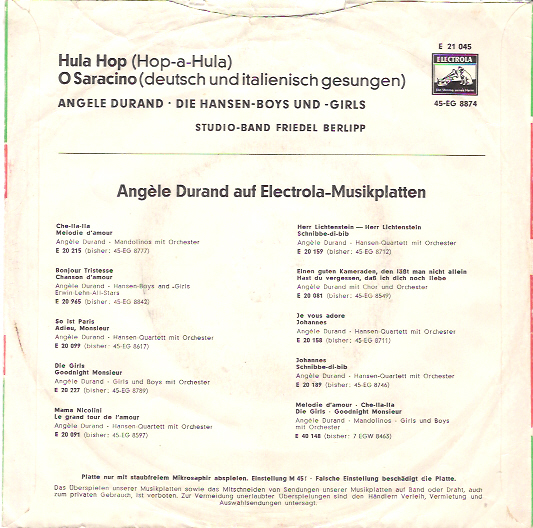 E 21 045
Hula Hop (Hop-a-Hula)
O Saracino (deutsch und italienisch gesungen)
ELECTROLA
ANGELE DURAND · DIE HANSEN-BOYS UND -GIRLS
45-EG 8874
STUDIO-BAND FRIEDEL BERLIPP
Angèle Durand auf Electrola-Musikplatten
Che-lla-lla
Melodie d'amour
Angèle Durand - Mandolinos mit Orchester
E 20 215 (bisher: 45-EG 8777)
Bonjour Tristesse
Chanson d'amour
Angèle Durand - Hansen-Boys and -Girls
Erwin-Lehn-All-Stars
E 20 965 (bisher: 45-EG 8842)
So ist Paris
Adieu, Monsieur
Angèle Durand - Hansen-Quartett mit Orchester
E 20 099 (bisher: 45-EG 8617)
Die Girls
Goodnight Monsieur
Angèle Durand - Girls und Boys mit Orchester
E 20 227 (bisher: 45-EG 8789)
Mama Nicolini
Le grand tour de l'amour
Angèle Durand - Hansen-Quartett mit Orchester
E 20 091 (bisher: 45-EG 8597)
Herr Lichtenstein — Herr Lichtenstein
Schnibbe-di-bib
Angèle Durand - Hansen-Quartett mit Orchester
E 20 159 (bisher: 45-EG 8712)
Einen guten Kameraden, den läßt man nicht allein
Hast du vergessen, daß ich dich noch liebe
Angèle Durand mit Chor und Orchester
E 20 081 (bisher: 45-EG 8549)
Je vous adore
Johannes
Angèle Durand - Hansen-Quartett mit Orchester
E 20 158 (bisher: 45-EG 8711)
Johannes
Schnibbe-di-bib
Angèle Durand - Hansen-Quartett mit Orchester
E 20 189 (bisher: 45-EG 8746)
Melodie d'amour · Che-lla-lla
Die Girls · Goodnight Monsieur
Angèle Durand - Mandolinos - Girls und Boys
mit Orchester
E 40 148 (bisher: 7 EGW 8463)
Platte nur mit staubfreiem Mikrosaphir abspielen. Einstellung M 45! - Falsche Einstellung beschädigt die Platte.
Das Überspielen unserer Musikplatten sowie das Mitschneiden von Sendungen unserer Musikplatten auf Band oder Draht, auch
zum privaten Gebrauch, ist verboten. Zur Vermeidung unerlaubter Überspielungen sind den Händlern Verleih, Vermietung und
Auswahlsendungen untersagt.